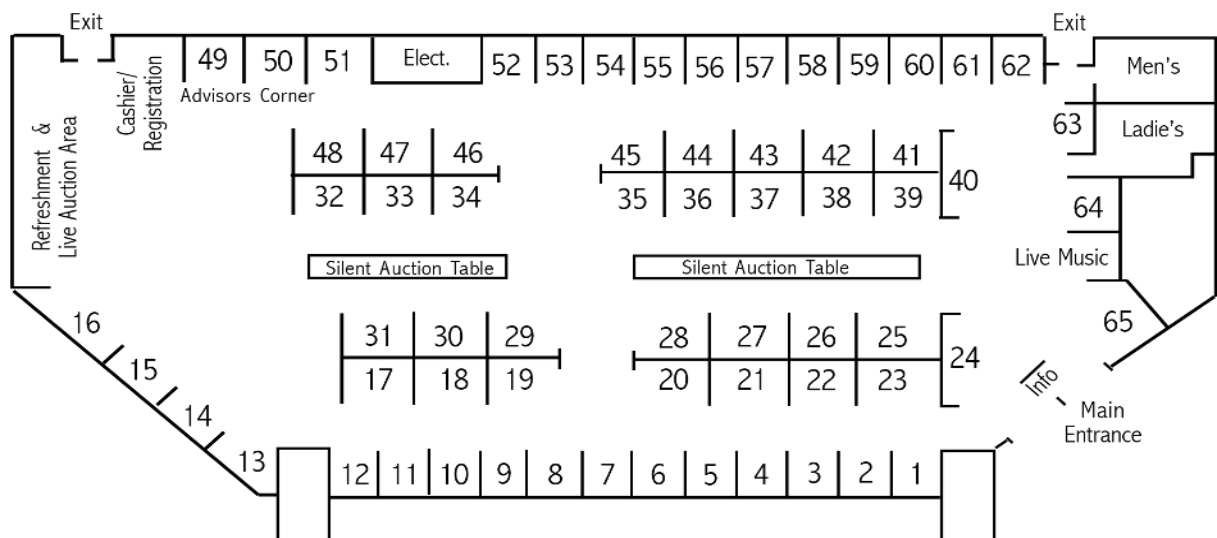 Exit
Exit
49 50 51 Elect. 52 53 54 55 56 57 58 59 60 61 62
Men's
Advisors Corner
Cashier/
Registration
63
Ladie's
Refreshment &
Live Auction Area
48 47 46 45 44 43 42 41
40
32 33 34 35 36 37 38 39
64
Live Music
Silent Auction Table
Silent Auction Table
16
65
31 30 29 28 27 26 25
24
15
17 18 19 20 21 22 23
Info
14
Main
Entrance
13
12 11 10 9 8 7 6 5 4 3 2 1